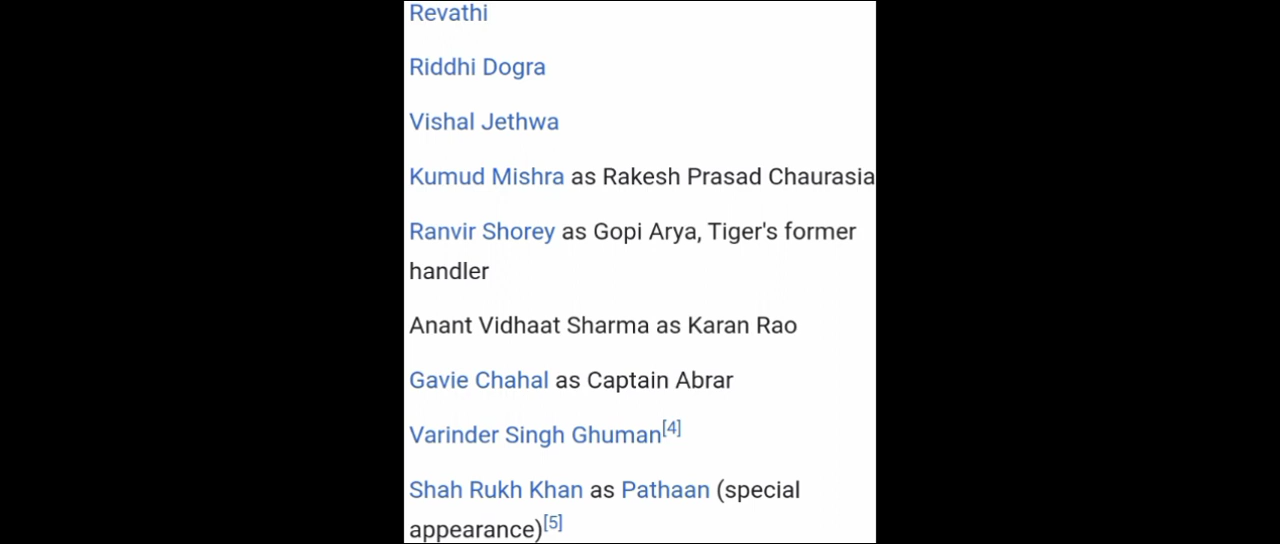 Revathi
Riddhi Dogra
Vishal Jethwa
Kumud Mishra as Rakesh Prasad Chaurasia
Ranvir Shorey as Gopi Arya, Tiger's former
handler
Anant Vidhaat Sharma as Karan Rao
Gavie Chahal as Captain Abrar
Varinder Singh Ghuman[4]
Shah Rukh Khan as Pathaan (special
appearance)[5]